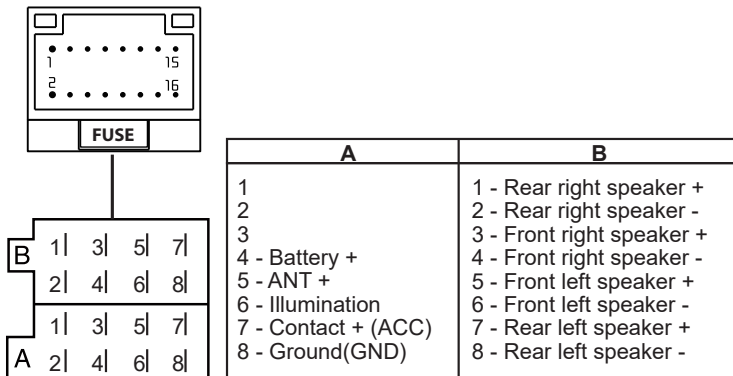 1 15
2 16
FUSE
B 1 3 5 7
2 4 6 8
1 3 5 7
A 2 4 6 8
A B
1 1 - Rear right speaker +
2 2 - Rear right speaker -
3 3 - Front right speaker +
4 - Battery + 4 - Front right speaker -
5 - ANT + 5 - Front left speaker +
6 - Illumination 6 - Front left speaker -
7 - Contact + (ACC) 7 - Rear left speaker +
8 - Ground(GND) 8 - Rear left speaker -